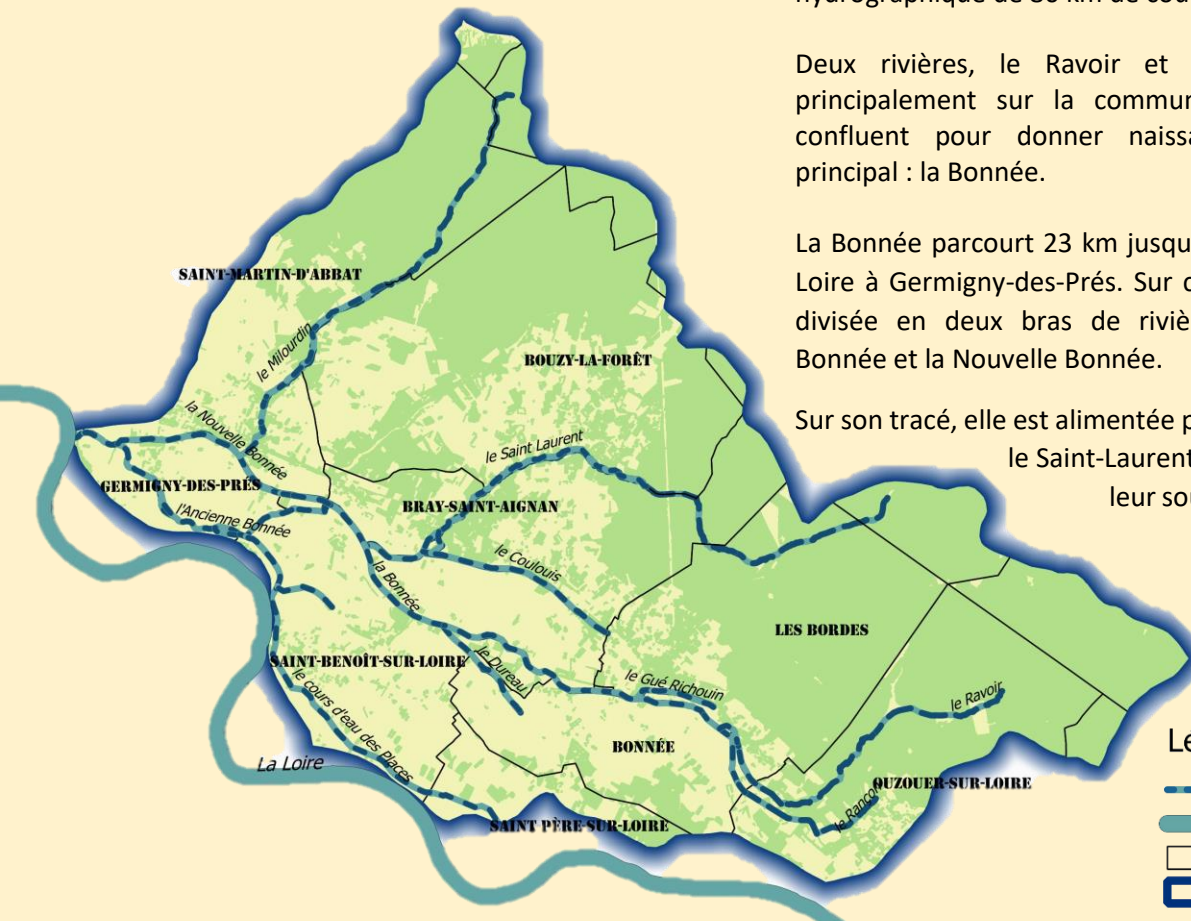 hydrographique de 80 km de cou
Deux rivières, le Ravoir et
principalement sur la commun
confluent pour donner naissa
principal : la Bonnée.
La Bonnée parcourt 23 km jusqu
Loire à Germigny-des-Prés. Sur c
divisée en deux bras de riviè
Bonnée et la Nouvelle Bonnée.
Sur son tracé, elle est alimentée p
le Saint-Laurent
leur sou
SAINT-MARTIN-D'ABBAT
le Milourdin
BOUZY-LA-FORÊT
la Nouvelle Bonnée
le Saint Laurent
GERMIGNY-DES-PRÉS
BRAY-SAINT-AIGNAN
l'Ancienne Bonnée
le Coulouis
la Bonnée
LES BORDES
SAINT-BENOÎT-SUR-LOIRE
le Dureau
le Gué Richouin
le Ravoir
le cours d'eau des Places
BONNÉE
La Loire
OUZOUER-SUR-LOIRE
le Rançon
SAINT PÈRE-SUR-LOIRE
Le